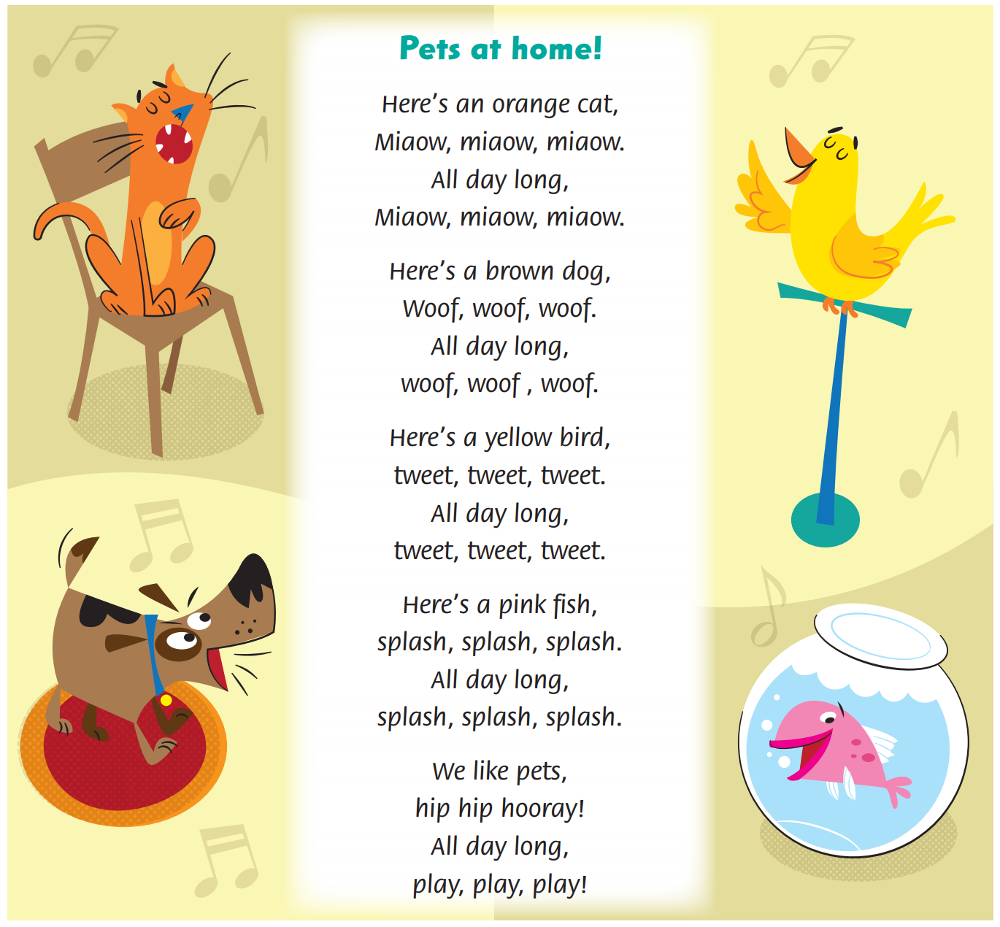 Pets at home!
Here's an orange cat,
Miaow, miaow, miaow.
All day long,
Miaow, miaow, miaow.
Here's a brown dog,
Woof, woof, woof.
All day long,
woof, woof , woof.
Here's a yellow bird,
tweet, tweet, tweet.
All day long,
tweet, tweet, tweet.
Here's a pink fish,
splash, splash, splash.
All day long,
splash, splash, splash.
We like pets,
hip hip hooray!
All day long,
play, play, play!